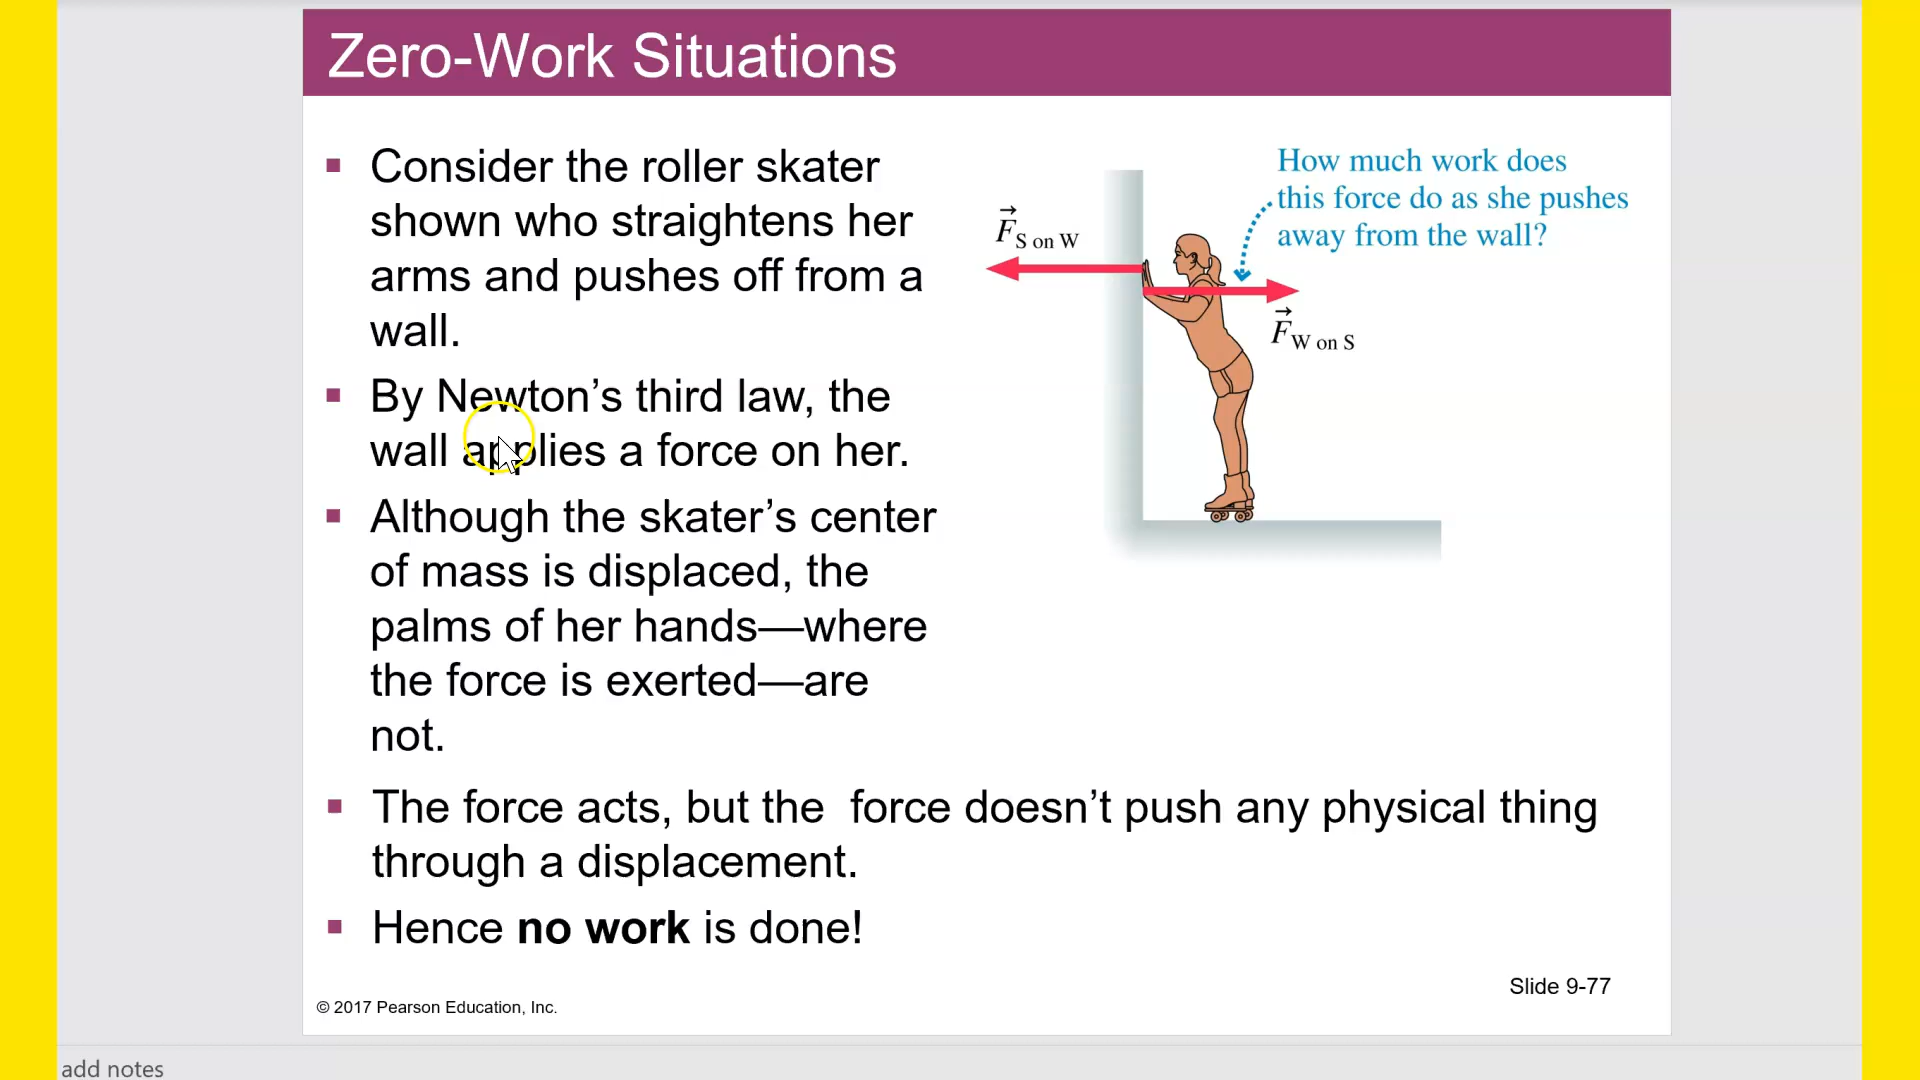 Zero-Work Situations
Consider the roller skater
shown who straightens her
arms and pushes off from a
wall.
By Newton’s third law, the
wall applies a force on her.
Although the skater’s center
of mass is displaced, the
palms of her hands—where
the force is exerted—are
not.
The force acts, but the  force doesn’t push any physical thing
through a displacement.
Hence no work is done!
How much work does
this force do as she pushes
away from the wall?
F⃗ S on W
F⃗ W on S
Slide 9-77
© 2017 Pearson Education, Inc.
add notes